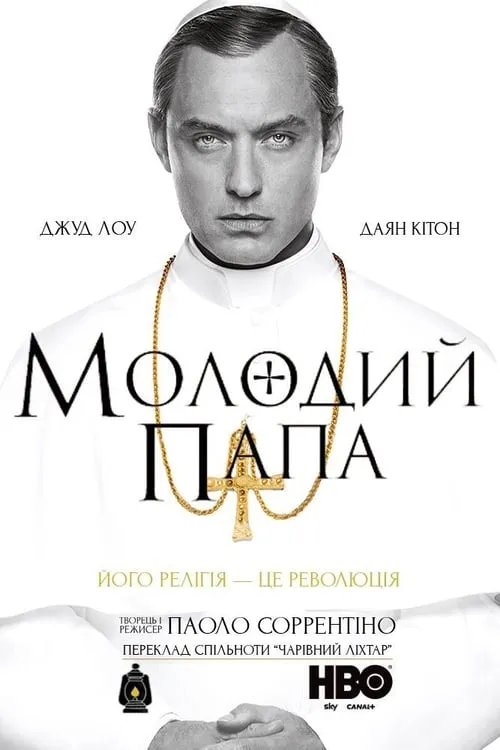 ДЖУД ЛОУ
ДАЯН КІТОН
МОЛОДИЙ
ПАПА
ЙОГО РЕЛІГІЯ — ЦЕ РЕВОЛЮЦІЯ
ТВОРЕЦЬ І
РЕЖИСЕР ПАОЛО СОРРЕНТІНО
ПЕРЕКЛАД СПІЛЬНОТИ “ЧАРІВНИЙ ЛІХТАР”
HBO
sky CANAL+